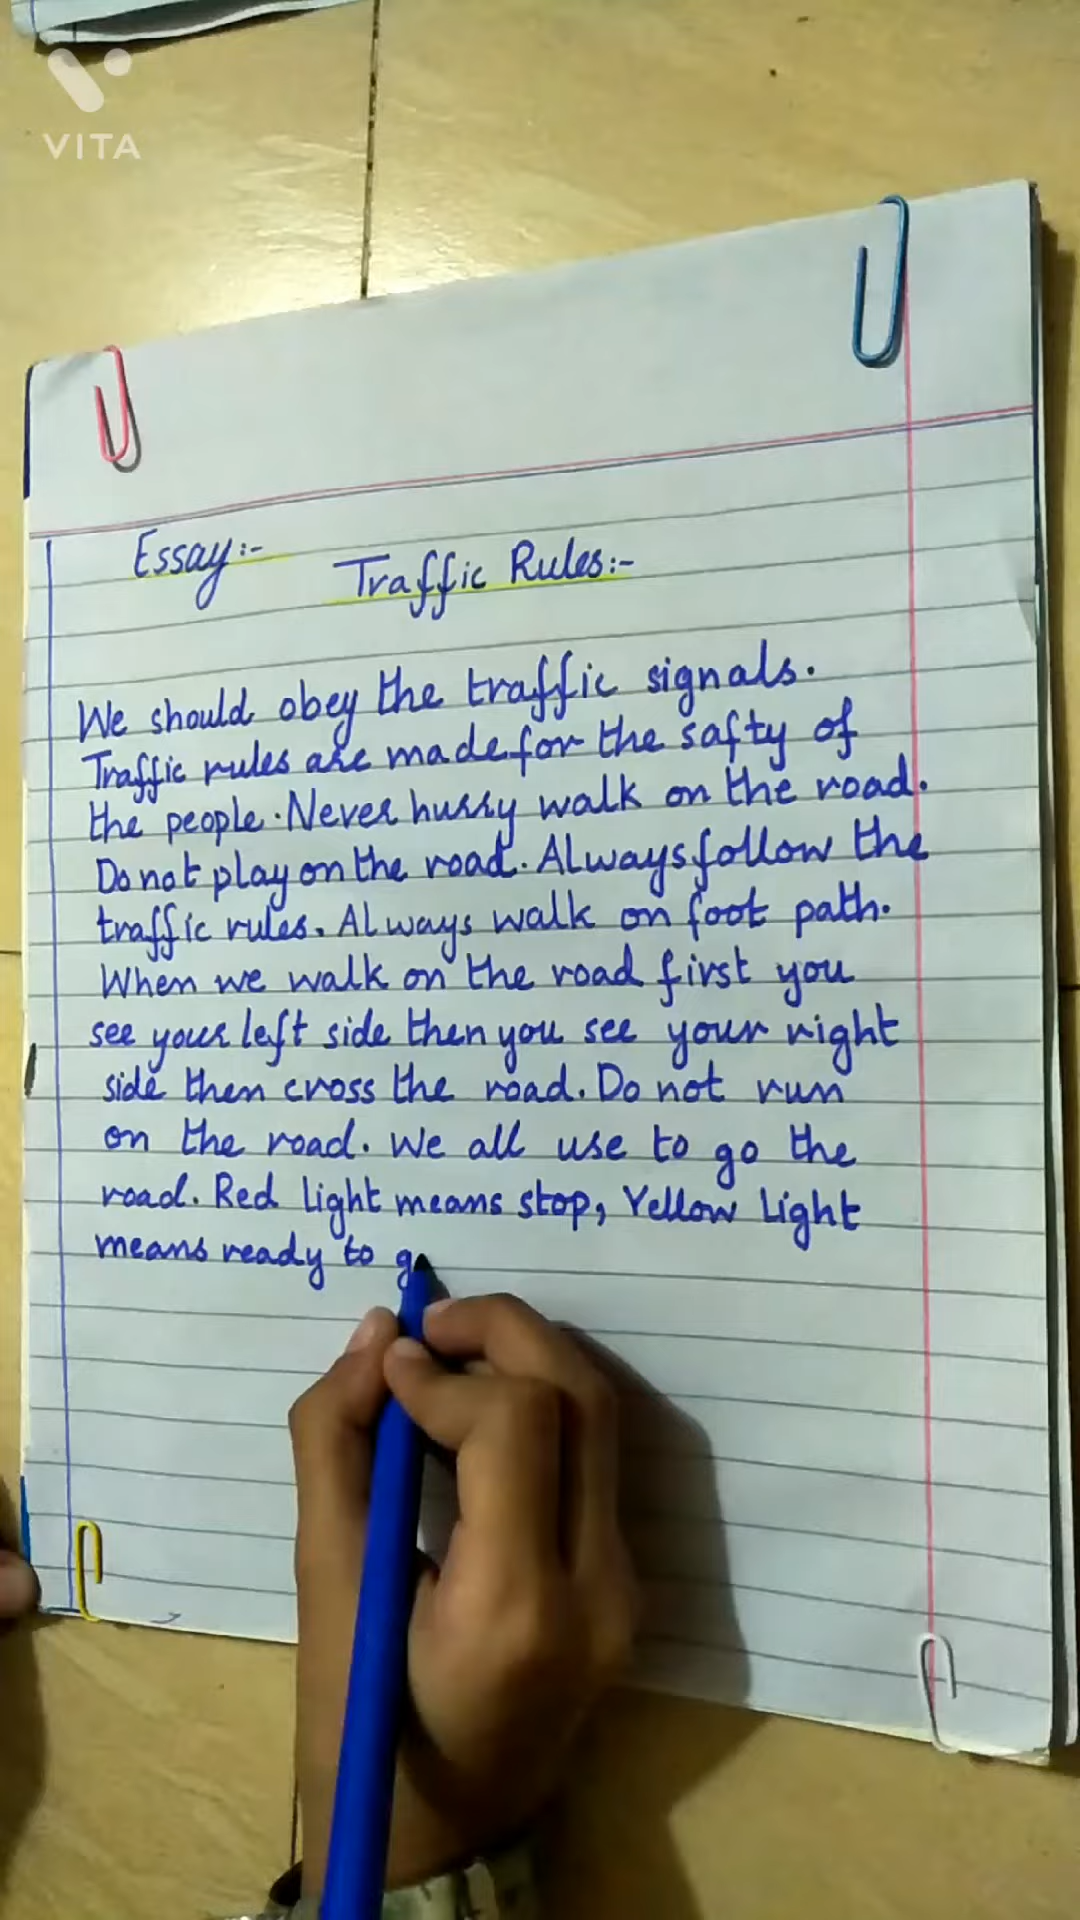 VITA
Essay:-
Traffic Rules:-
We should obey the traffic signals.
Traffic rules are made for the safty of
the people. Never hurry walk on the road.
Do not play on the road. Always follow the
traffic rules. Always walk on foot path.
When we walk on the road first you
see your left side then you see your right
side then cross the road. Do not run
on the road. We all use to go the
road. Red light means stop, Yellow light
means ready to g